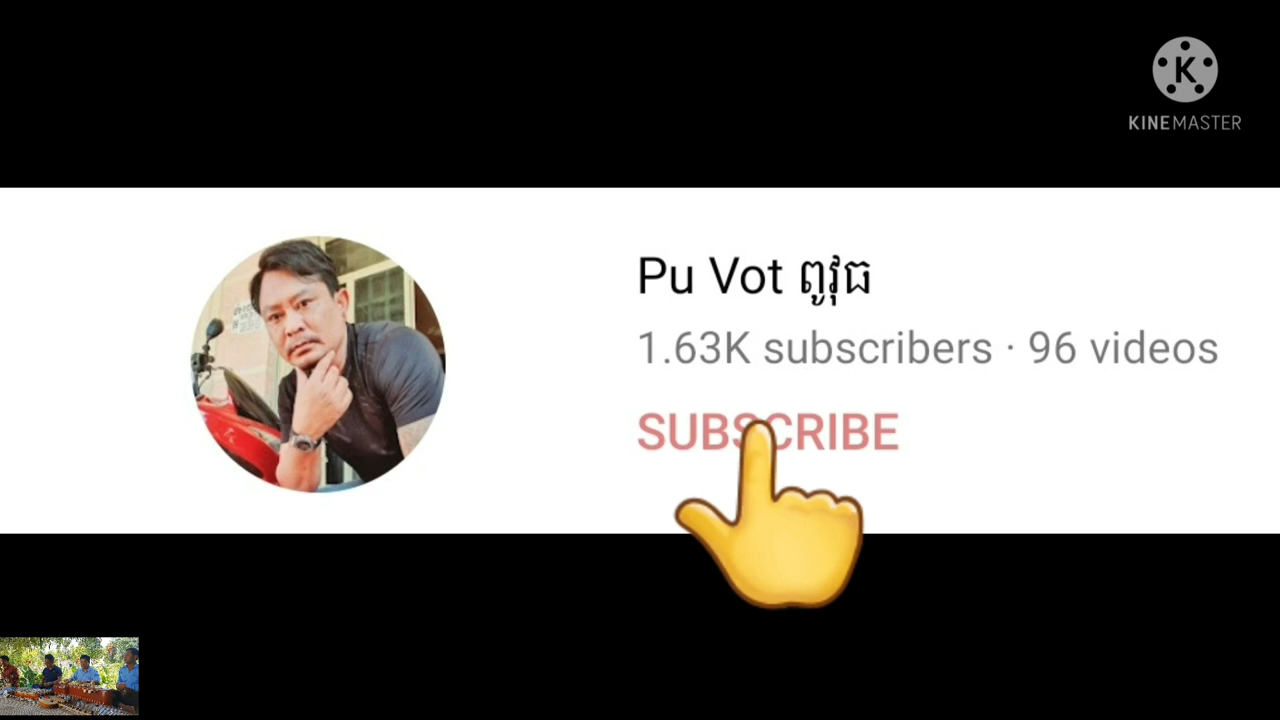 K
KINEMASTER
Pu Vot ពូវុធ
1.63K subscribers · 96 videos
SUBSCRIBE